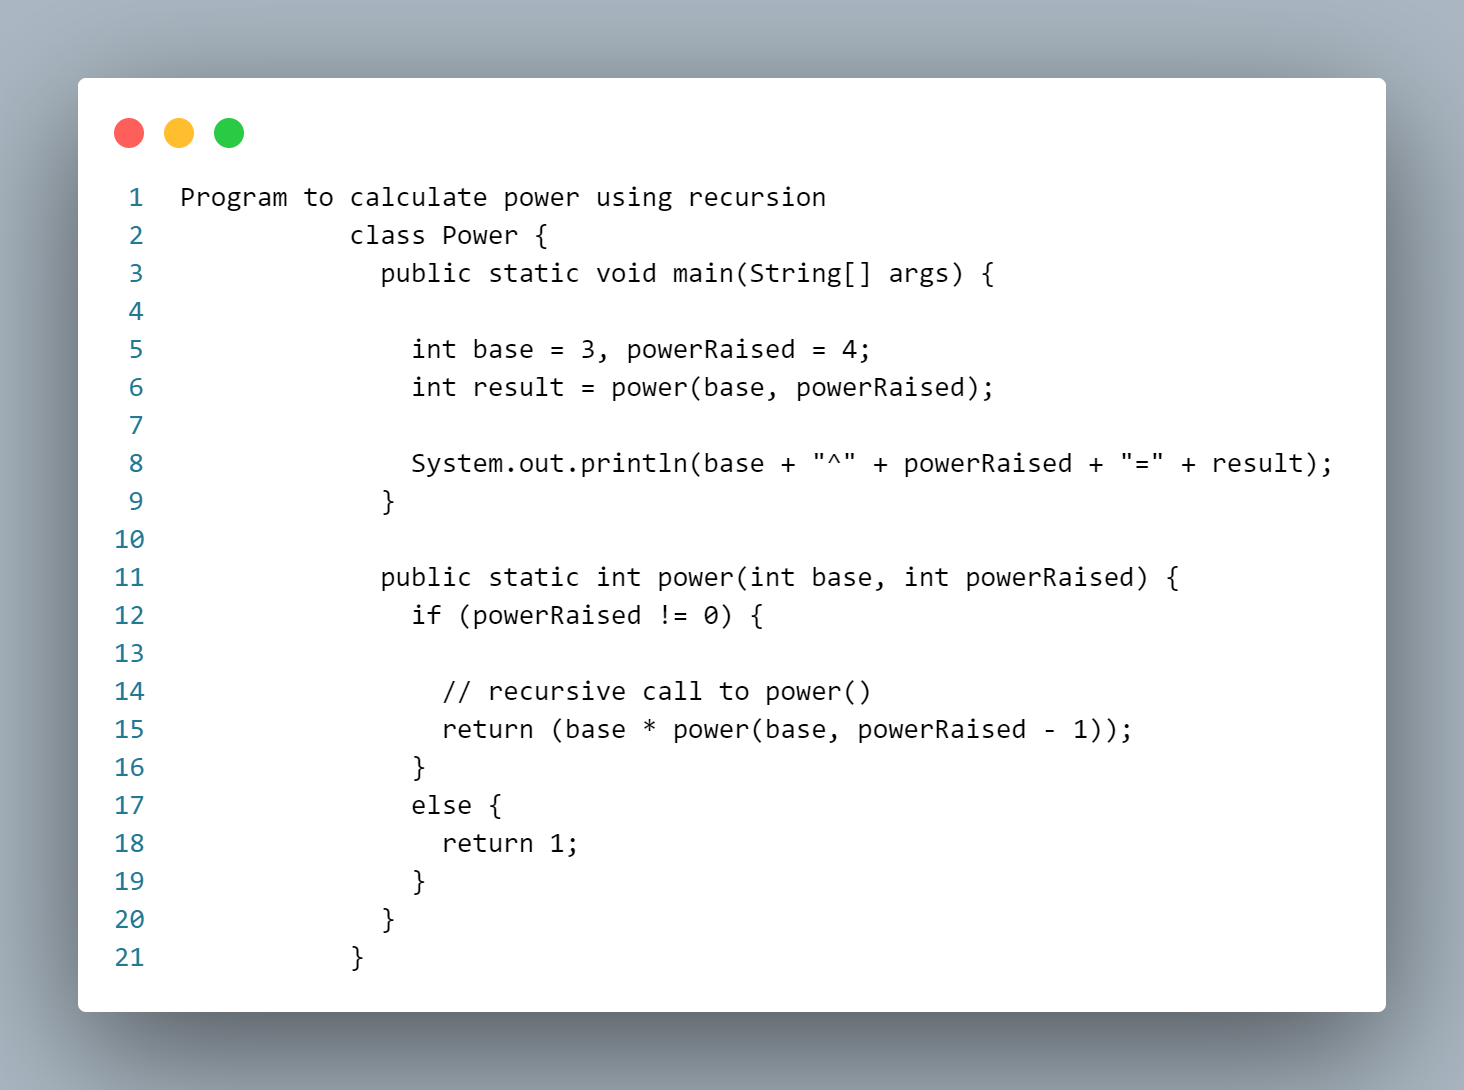 1 Program to calculate power using recursion
2 class Power {
3 public static void main(String[] args) {
4
5 int base = 3, powerRaised = 4;
6 int result = power(base, powerRaised);
7
8 System.out.println(base + "^" + powerRaised + "=" + result);
9 }
10
11 public static int power(int base, int powerRaised) {
12 if (powerRaised != 0) {
13
14 // recursive call to power()
15 return (base * power(base, powerRaised - 1));
16 }
17 else {
18 return 1;
19 }
20 }
21 }